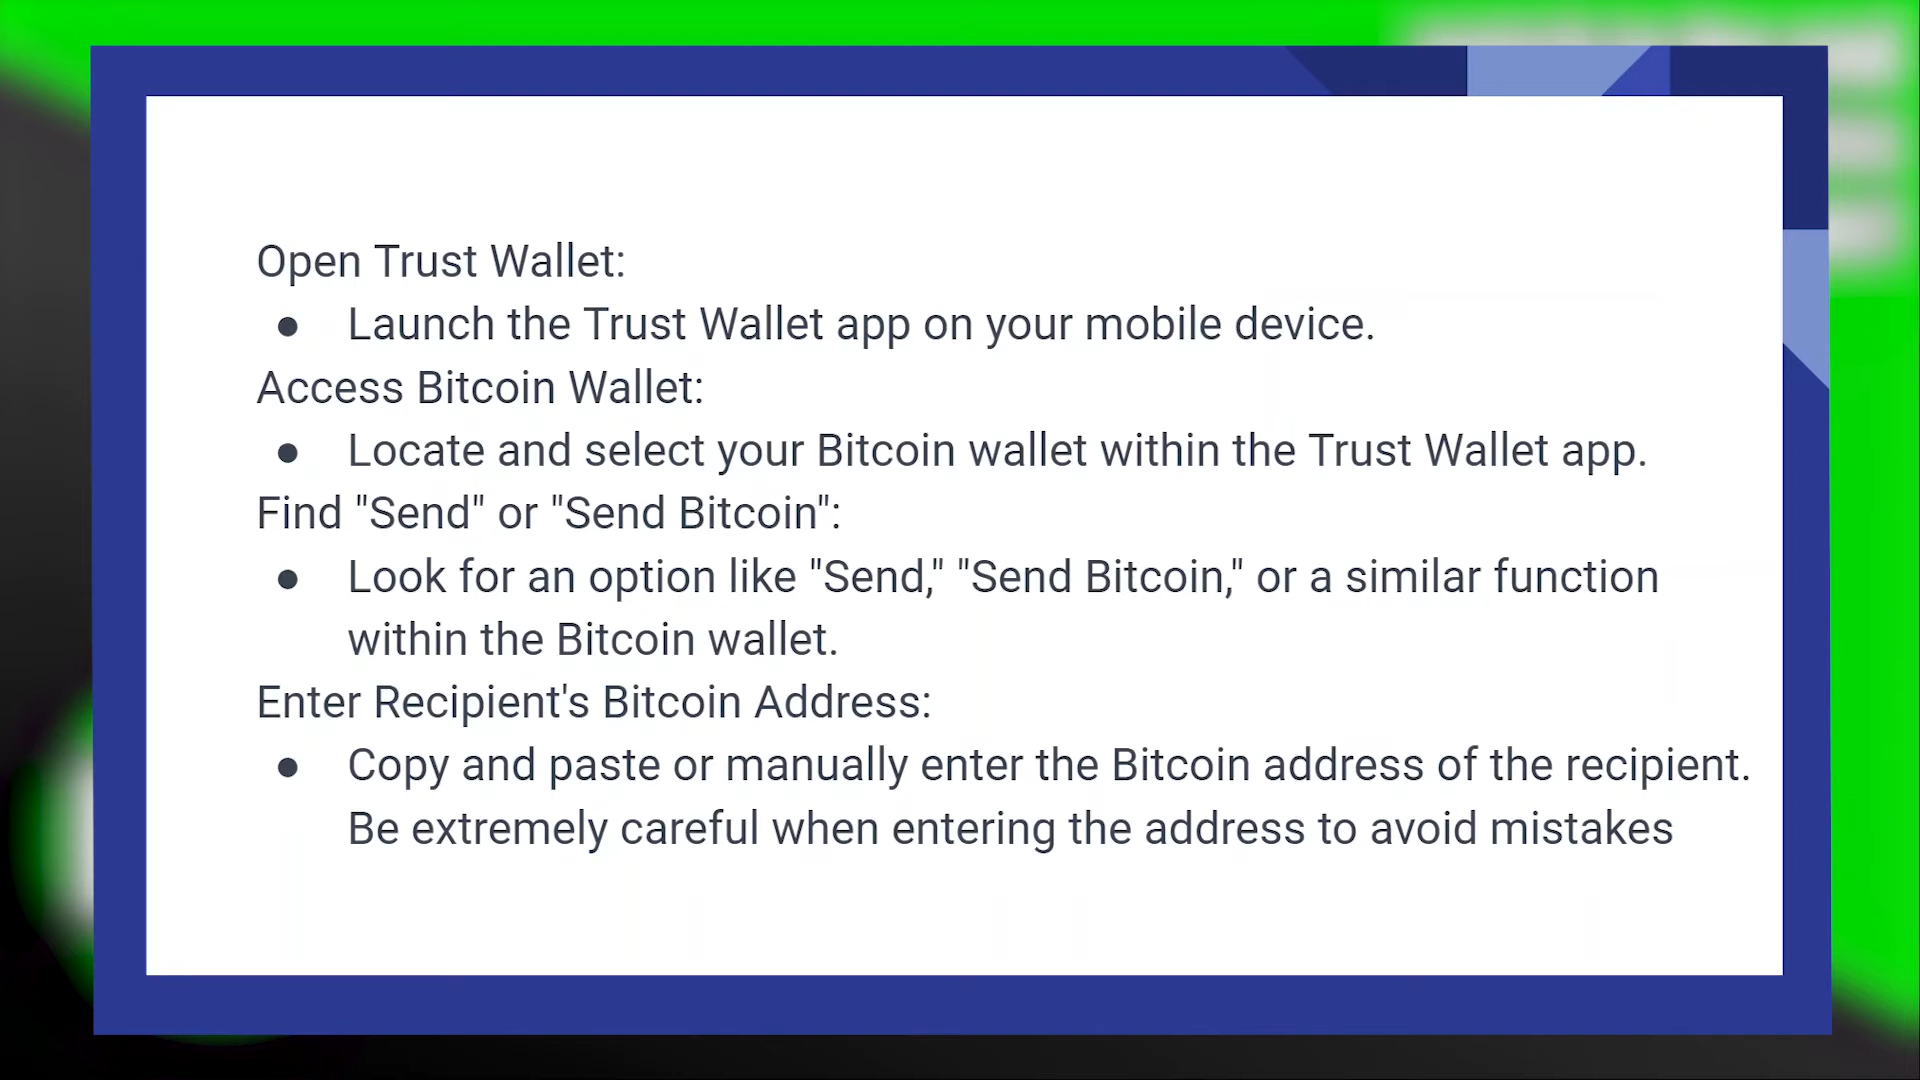 Open Trust Wallet:
● Launch the Trust Wallet app on your mobile device.
Access Bitcoin Wallet:
● Locate and select your Bitcoin wallet within the Trust Wallet app.
Find "Send" or "Send Bitcoin":
● Look for an option like "Send," "Send Bitcoin," or a similar function
within the Bitcoin wallet.
Enter Recipient's Bitcoin Address:
● Copy and paste or manually enter the Bitcoin address of the recipient.
Be extremely careful when entering the address to avoid mistakes